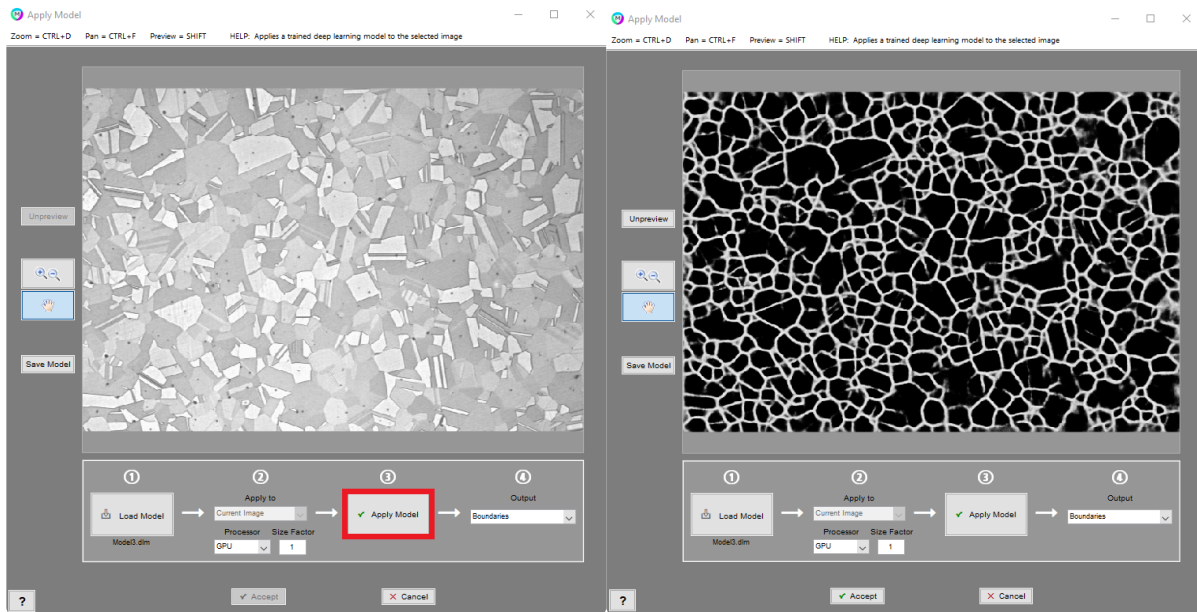 Apply Model
Zoom = CTRL+D Pan = CTRL+F Preview = SHIFT HELP: Applies a trained deep learning model to the selected image
Unpreview
Save Model
1 2 3 4
Apply to
Output
Load Model
Current Image
Apply Model
Boundaries
Processor Size Factor
Model3.dlm
GPU
1
Accept
Cancel
?
Apply Model
Zoom = CTRL+D Pan = CTRL+F Preview = SHIFT HELP: Applies a trained deep learning model to the selected image
Unpreview
Save Model
1 2 3 4
Apply to
Output
Load Model
Current Image
Apply Model
Boundaries
Processor Size Factor
Model3.dlm
GPU
1
Accept
Cancel
?